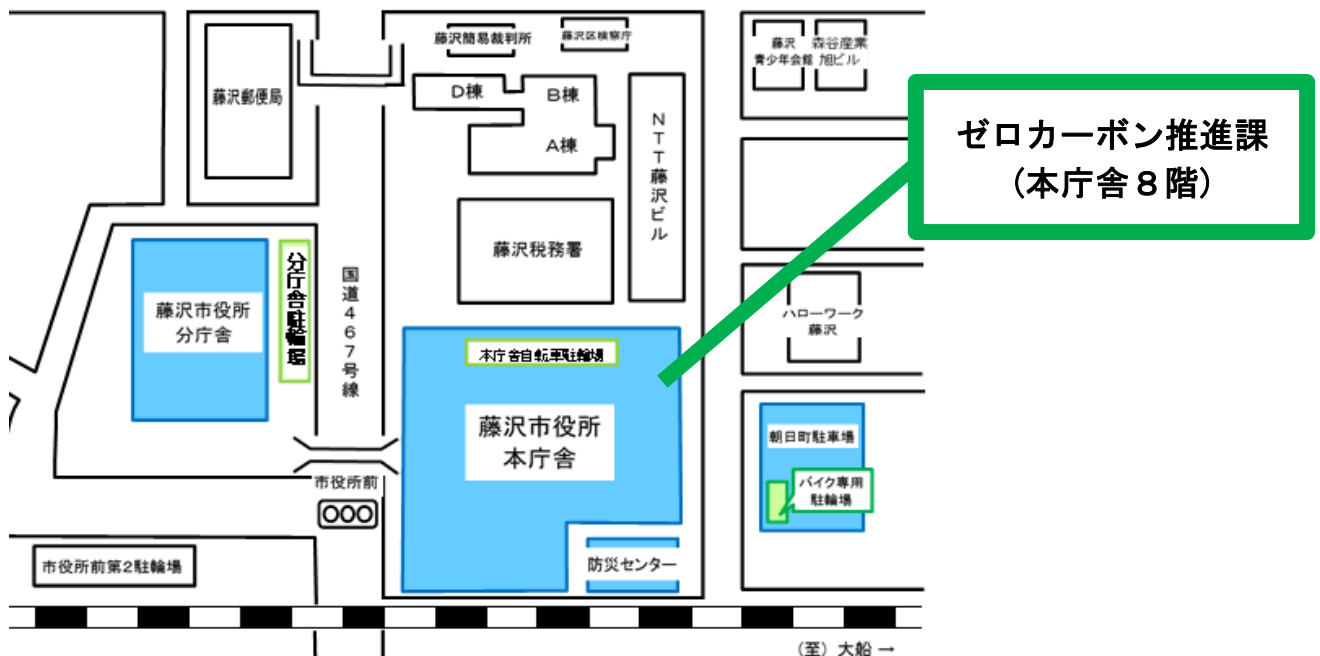 藤沢簡易裁判所
藤沢区検察庁
藤沢
青少年会館
森谷産業
旭ビル
藤沢郵便局
D棟
B棟
A棟
NTT藤沢ビル
ゼロカーボン推進課
(本庁舎8階)
藤沢税務署
分庁舎駐輪場
国道467号線
藤沢市役所
分庁舎
ハローワーク
藤沢
本庁舎自転車駐輪場
藤沢市役所
本庁舎
朝日町駐車場
バイク専用
駐輪場
市役所前
市役所前第2駐輪場
防災センター
(至)大船→